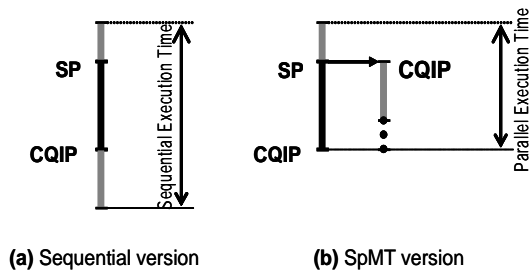 SP
CQIP
Sequential Execution Time
SP
CQIP
CQIP
Parallel Execution Time
(a) Sequential version
(b) SpMT version